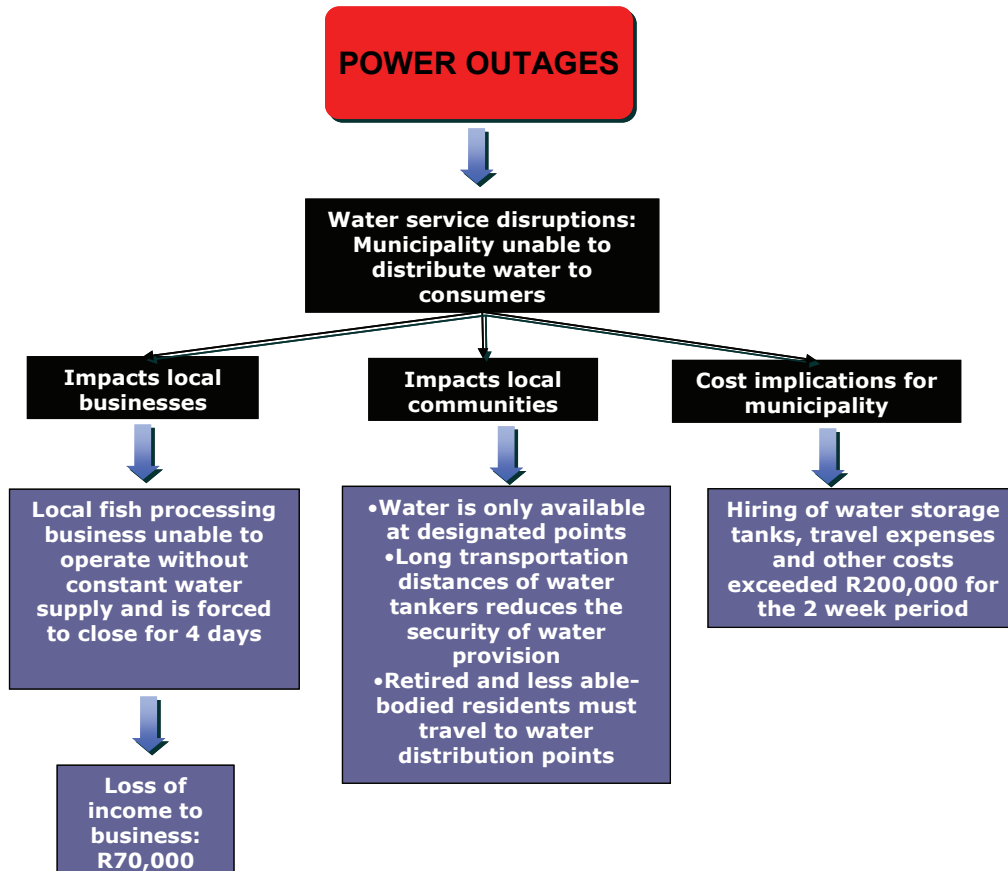 POWER OUTAGES
Water service disruptions:
Municipality unable to
distribute water to
consumers
Impacts local
businesses
Impacts local
communities
Cost implications for
municipality
Local fish processing
business unable to
operate without
constant water
supply and is forced
to close for 4 days
•Water is only available
at designated points
•Long transportation
distances of water
tankers reduces the
security of water
provision
•Retired and less able-
bodied residents must
travel to water
distribution points
Hiring of water storage
tanks, travel expenses
and other costs
exceeded R200,000 for
the 2 week period
Loss of
income to
business:
R70,000